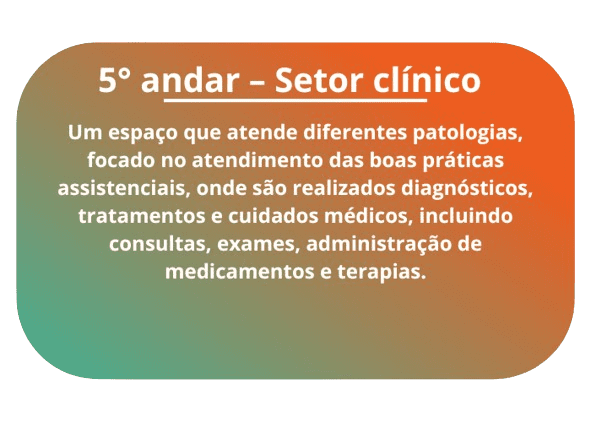 5° andar – Setor clínico
Um espaço que atende diferentes patologias,
focado no atendimento das boas práticas
assistenciais, onde são realizados diagnósticos,
tratamentos e cuidados médicos, incluindo
consultas, exames, administração de
medicamentos e terapias.